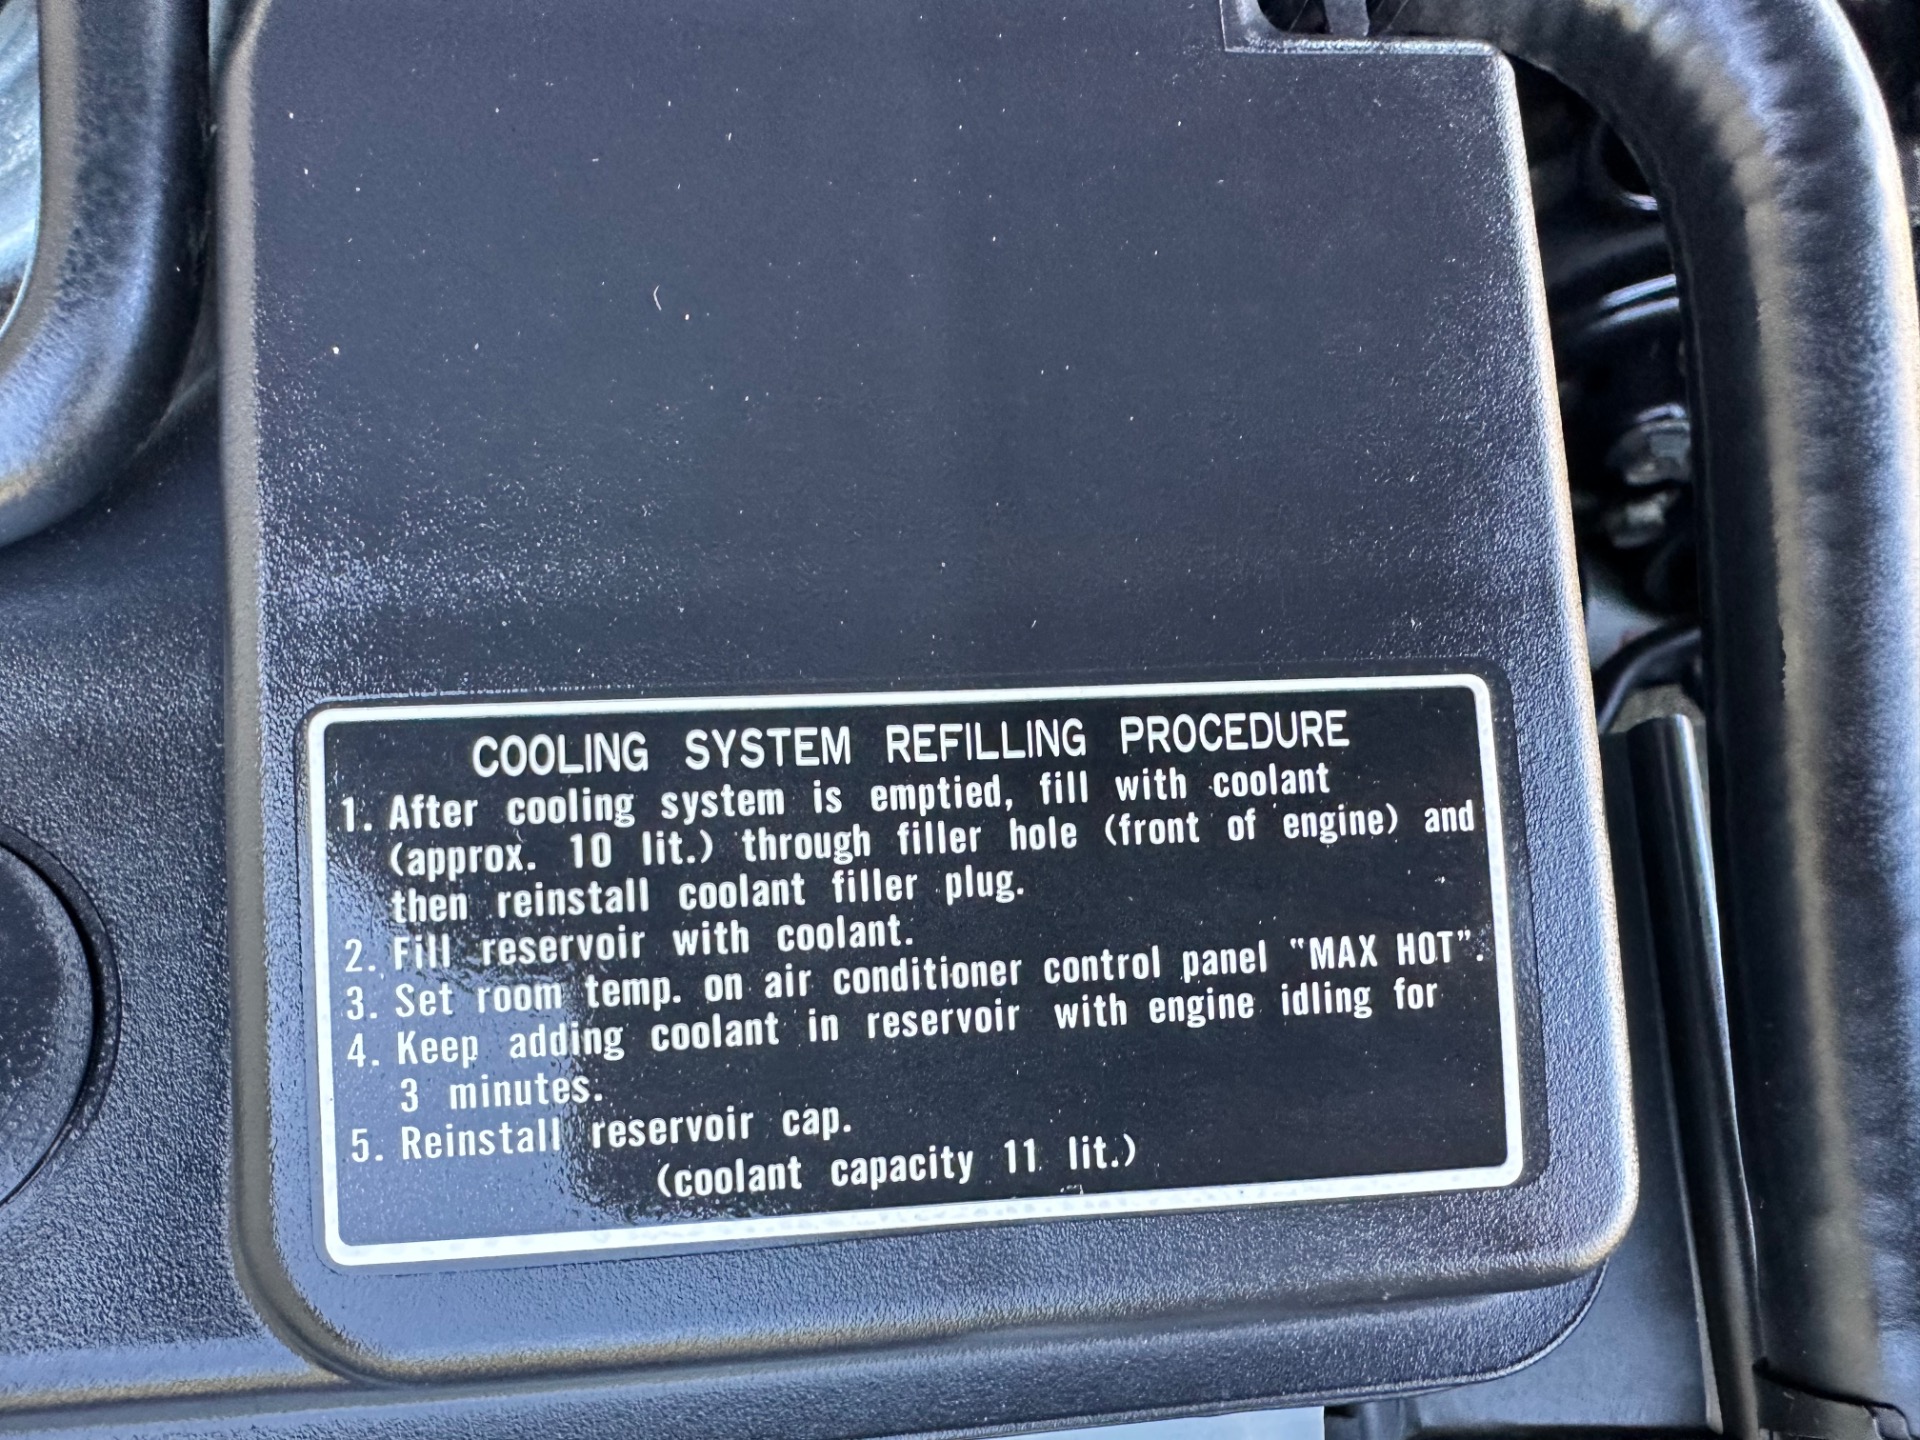 COOLING SYSTEM REFILLING PROCEDURE
1. After cooling system is emptied, fill with coolant
(approx. 10 lit.) through filler hole (front of engine) and
then reinstall coolant filler plug.
2. Fill reservoir with coolant.
3. Set room temp. on air conditioner control panel “MAX HOT”.
4. Keep adding coolant in reservoir with engine idling for
3 minutes.
5. Reinstall reservoir cap.
(coolant capacity 11 lit.)